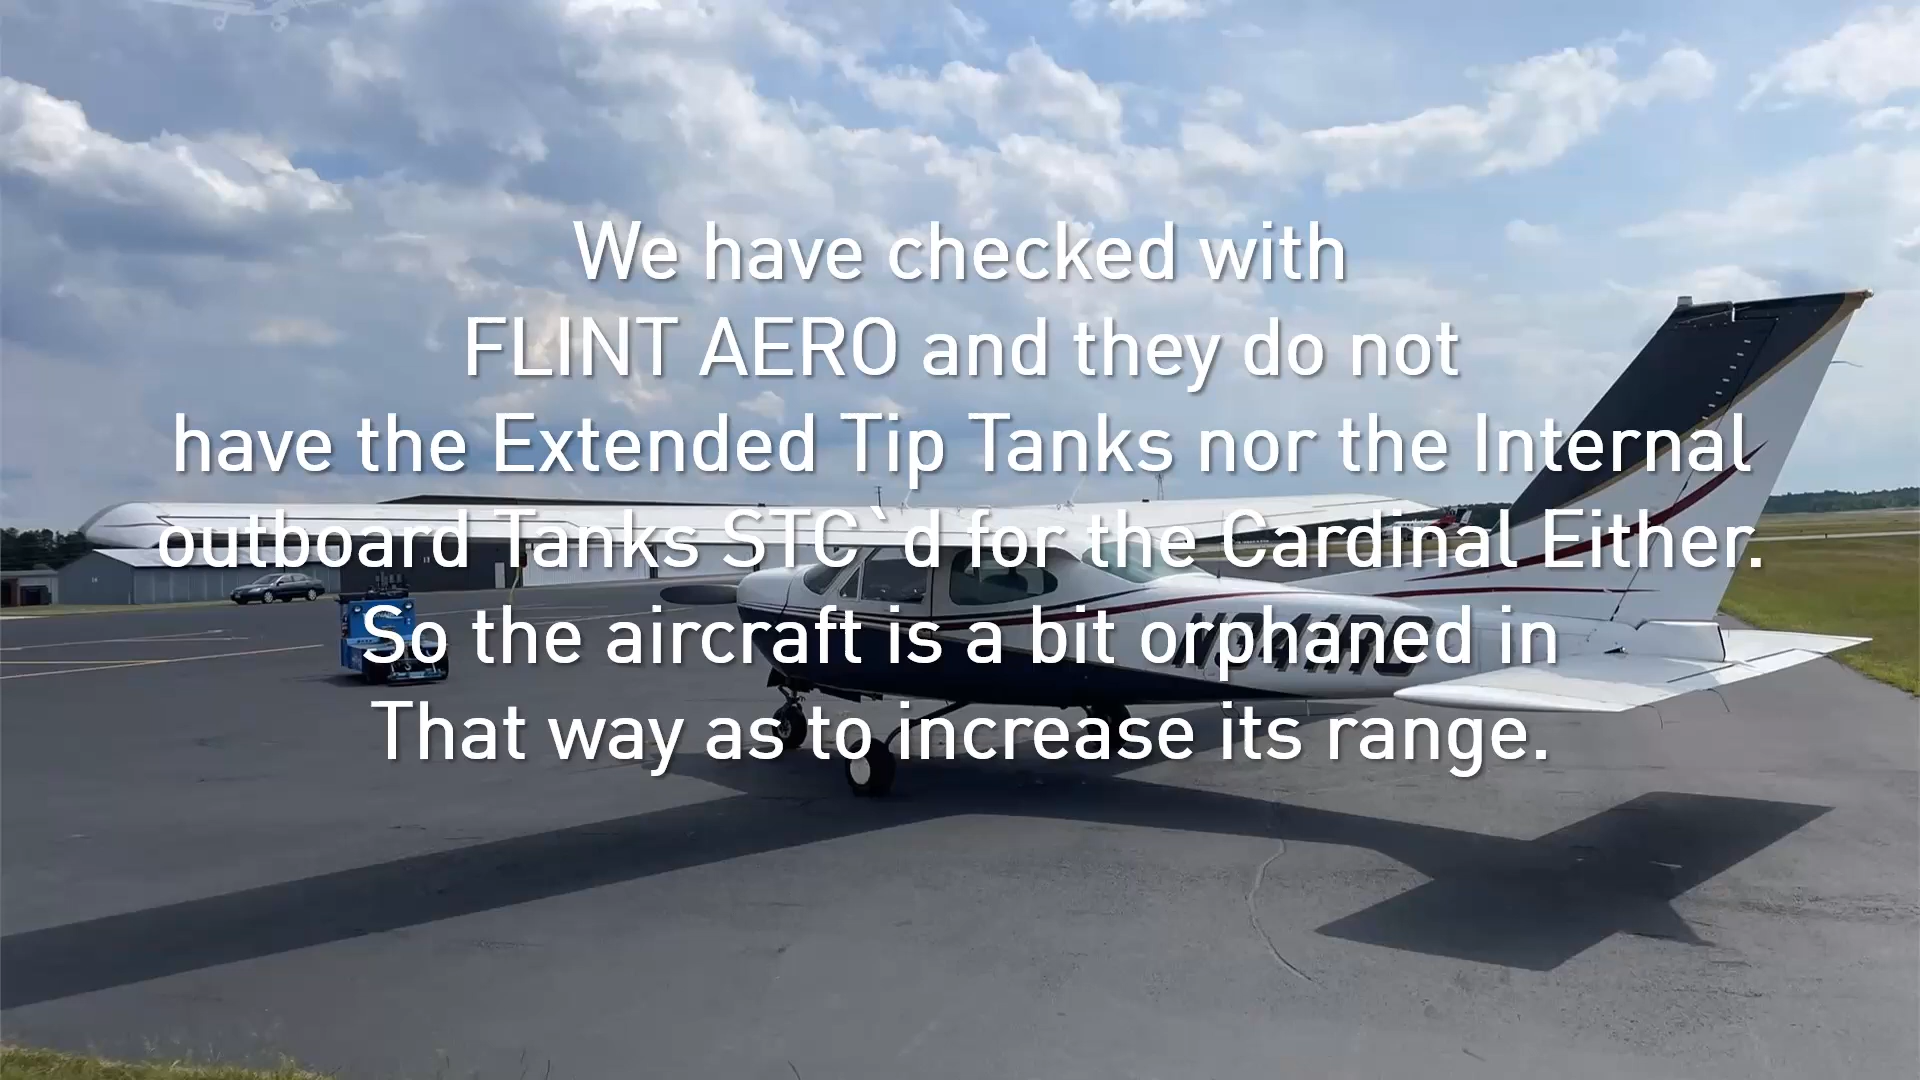 We have checked with
FLINT AERO and they do not
have the Extended Tip Tanks nor the Internal
outboard Tanks STC`d for the Cardinal Either.
So the aircraft is a bit orphaned in
That way as to increase its range.